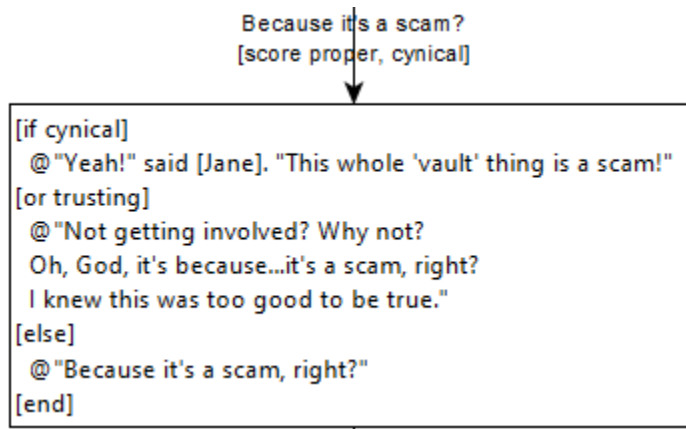 Because it's a scam?
[score proper, cynical]
[if cynical]
@"Yeah!" said [Jane]. "This whole 'vault' thing is a scam!"
[or trusting]
@"Not getting involved? Why not?
Oh, God, it's because...it's a scam, right?
I knew this was too good to be true."
[else]
@"Because it's a scam, right?"
[end]